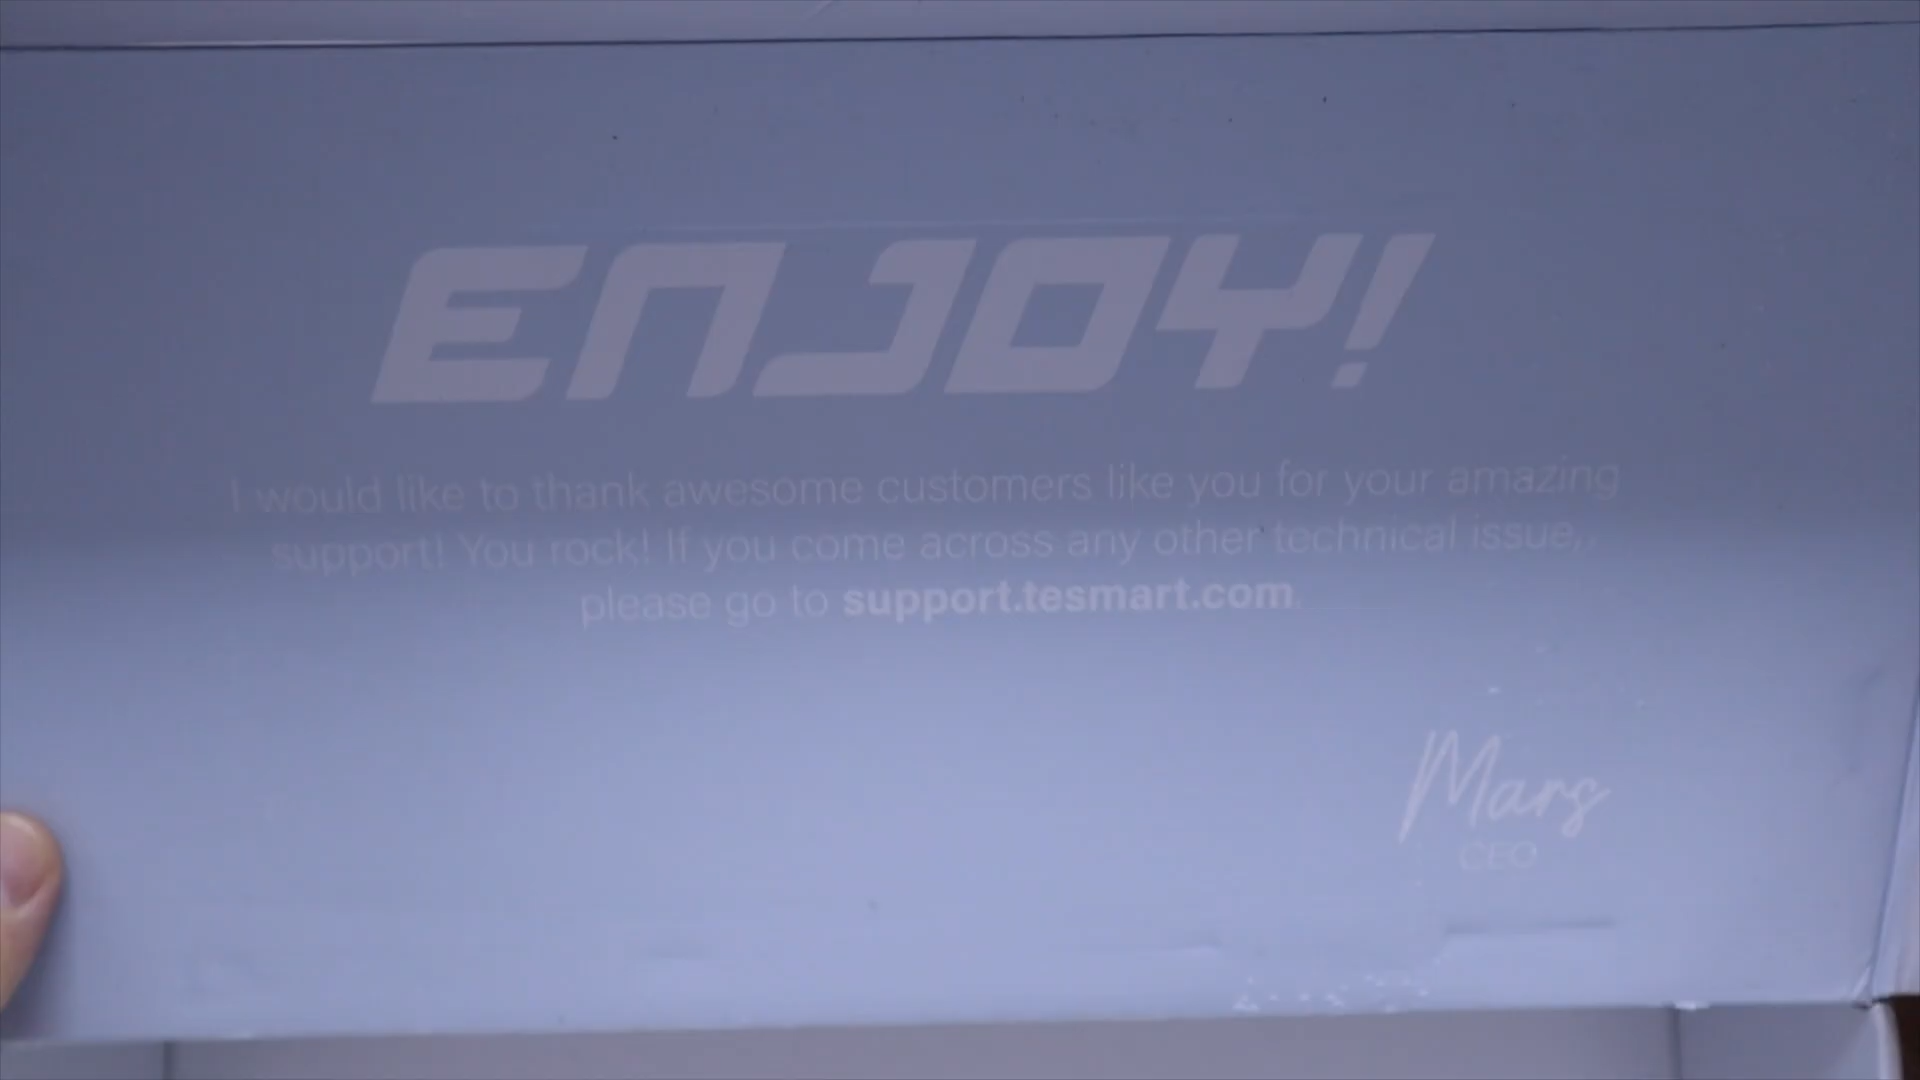 ENJOY!
I would like to thank awesome customers like you for your amazing
support! You rock! If you come across any other technical issue,
please go to support.tesmart.com.
Mars
CEO